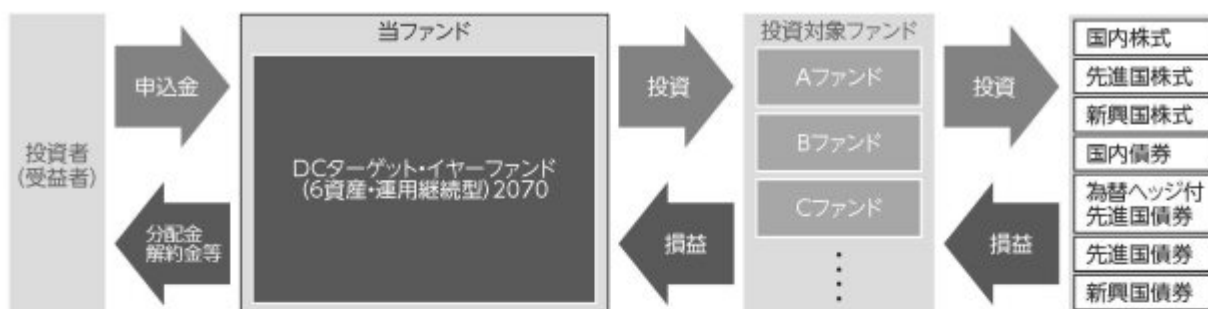 投資者
(受益者)
申込金
分配金
解約金等
当ファンド
DCターゲット・イヤーファンド
(6資産・運用継続型)2070
投資
損益
投資対象ファンド
Aファンド
Bファンド
Cファンド
投資
損益
国内株式
先進国株式
新興国株式
国内債券
為替ヘッジ付
先進国債券
先進国債券
新興国債券